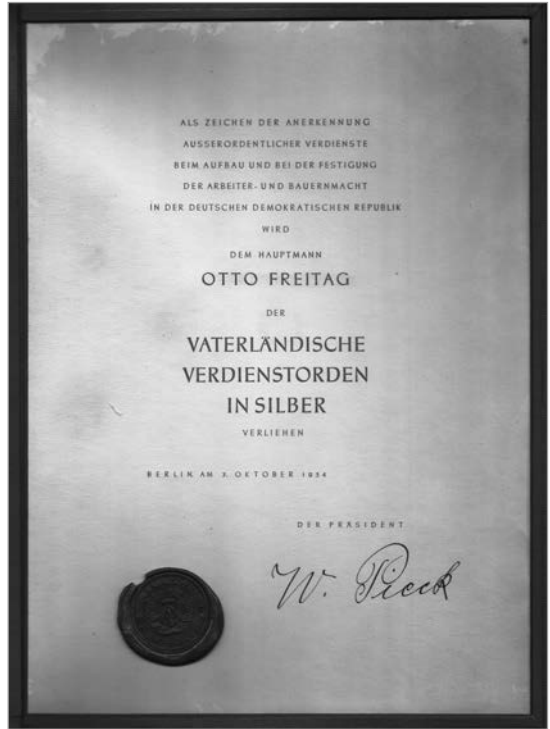 ALS ZEICHEN DER ANERKENNUNG
AUSSERORDENTLICHER VERDIENSTE
BEIM AUFBAU UND BEI DER FESTIGUNG
DER ARBEITER- UND BAUERNMACHT
IN DER DEUTSCHEN DEMOKRATISCHEN REPUBLIK
WIRD
DEM HAUPTMANN
OTTO FREITAG
DER
VATERLÄNDISCHE
VERDIENSTORDEN
IN SILBER
VERLIEHEN
BERLIN AM 3. OKTOBER 1954
DER PRÄSIDENT
W. Pieck